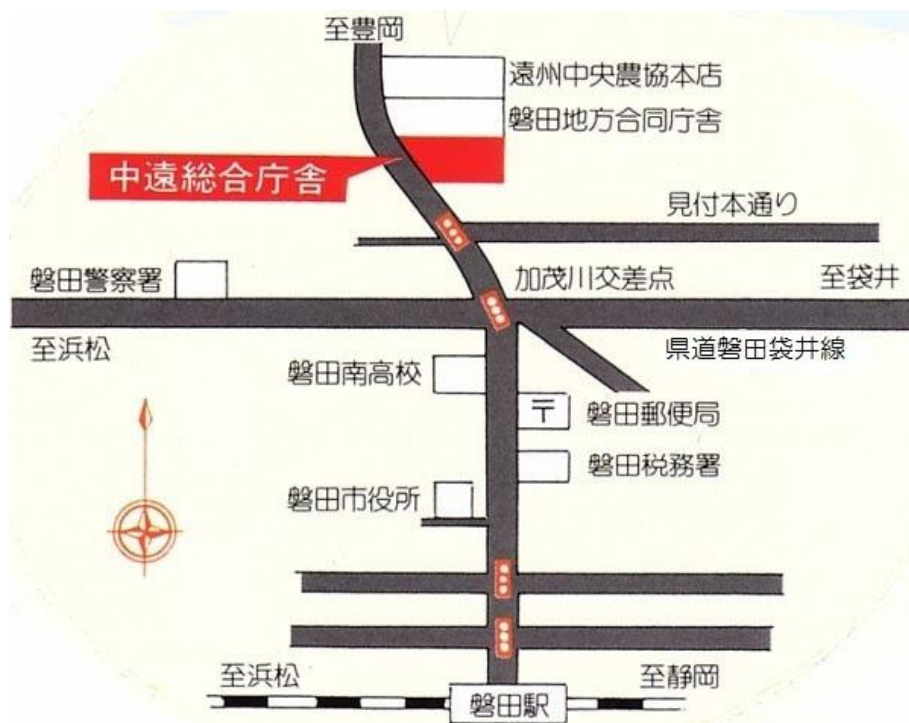 至豊岡
遠州中央農協本店
磐田地方合同庁舎
中遠総合庁舎
見付本通り
磐田警察署
加茂川交差点
至袋井
至浜松
県道磐田袋井線
磐田南高校
〒
磐田郵便局
磐田税務署
磐田市役所
至浜松
至静岡
磐田駅